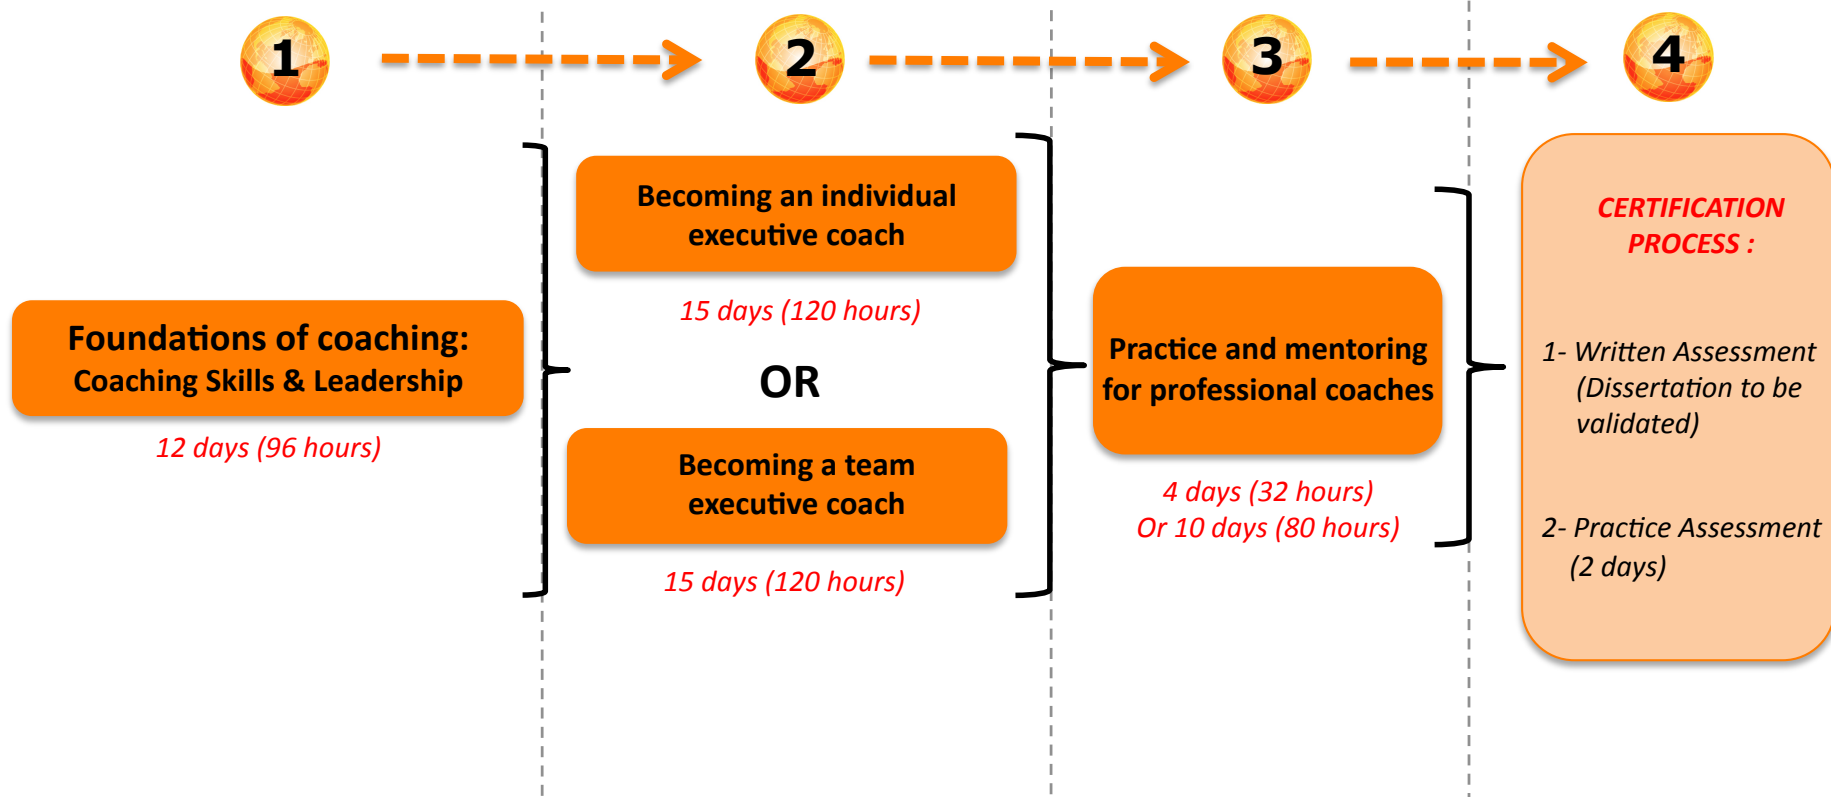 1
2
3
4
Foundations of coaching:
Coaching Skills & Leadership
12 days (96 hours)
Becoming an individual
executive coach
15 days (120 hours)
OR
Becoming a team
executive coach
15 days (120 hours)
Practice and mentoring
for professional coaches
4 days (32 hours)
Or 10 days (80 hours)
CERTIFICATION
PROCESS :
1- Written Assessment
(Dissertation to be
validated)
2- Practice Assessment
(2 days)